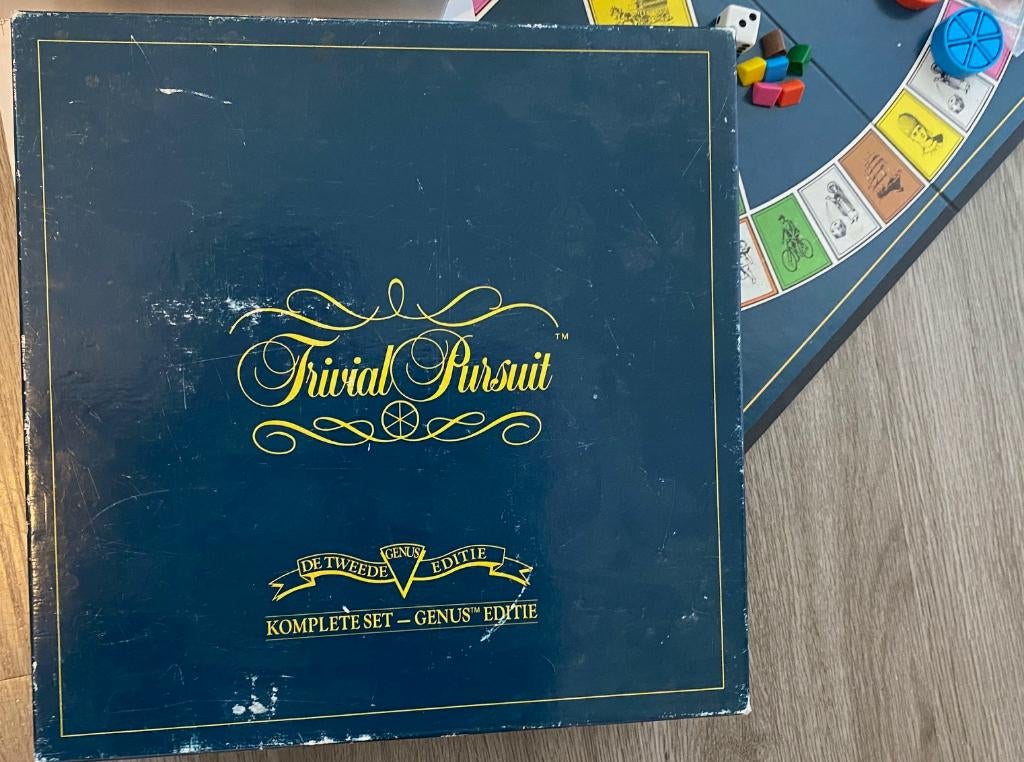 Trivial Pursuit™
DE TWEEDE GENUS EDITIE
KOMPLETE SET – GENUS™ EDITIE